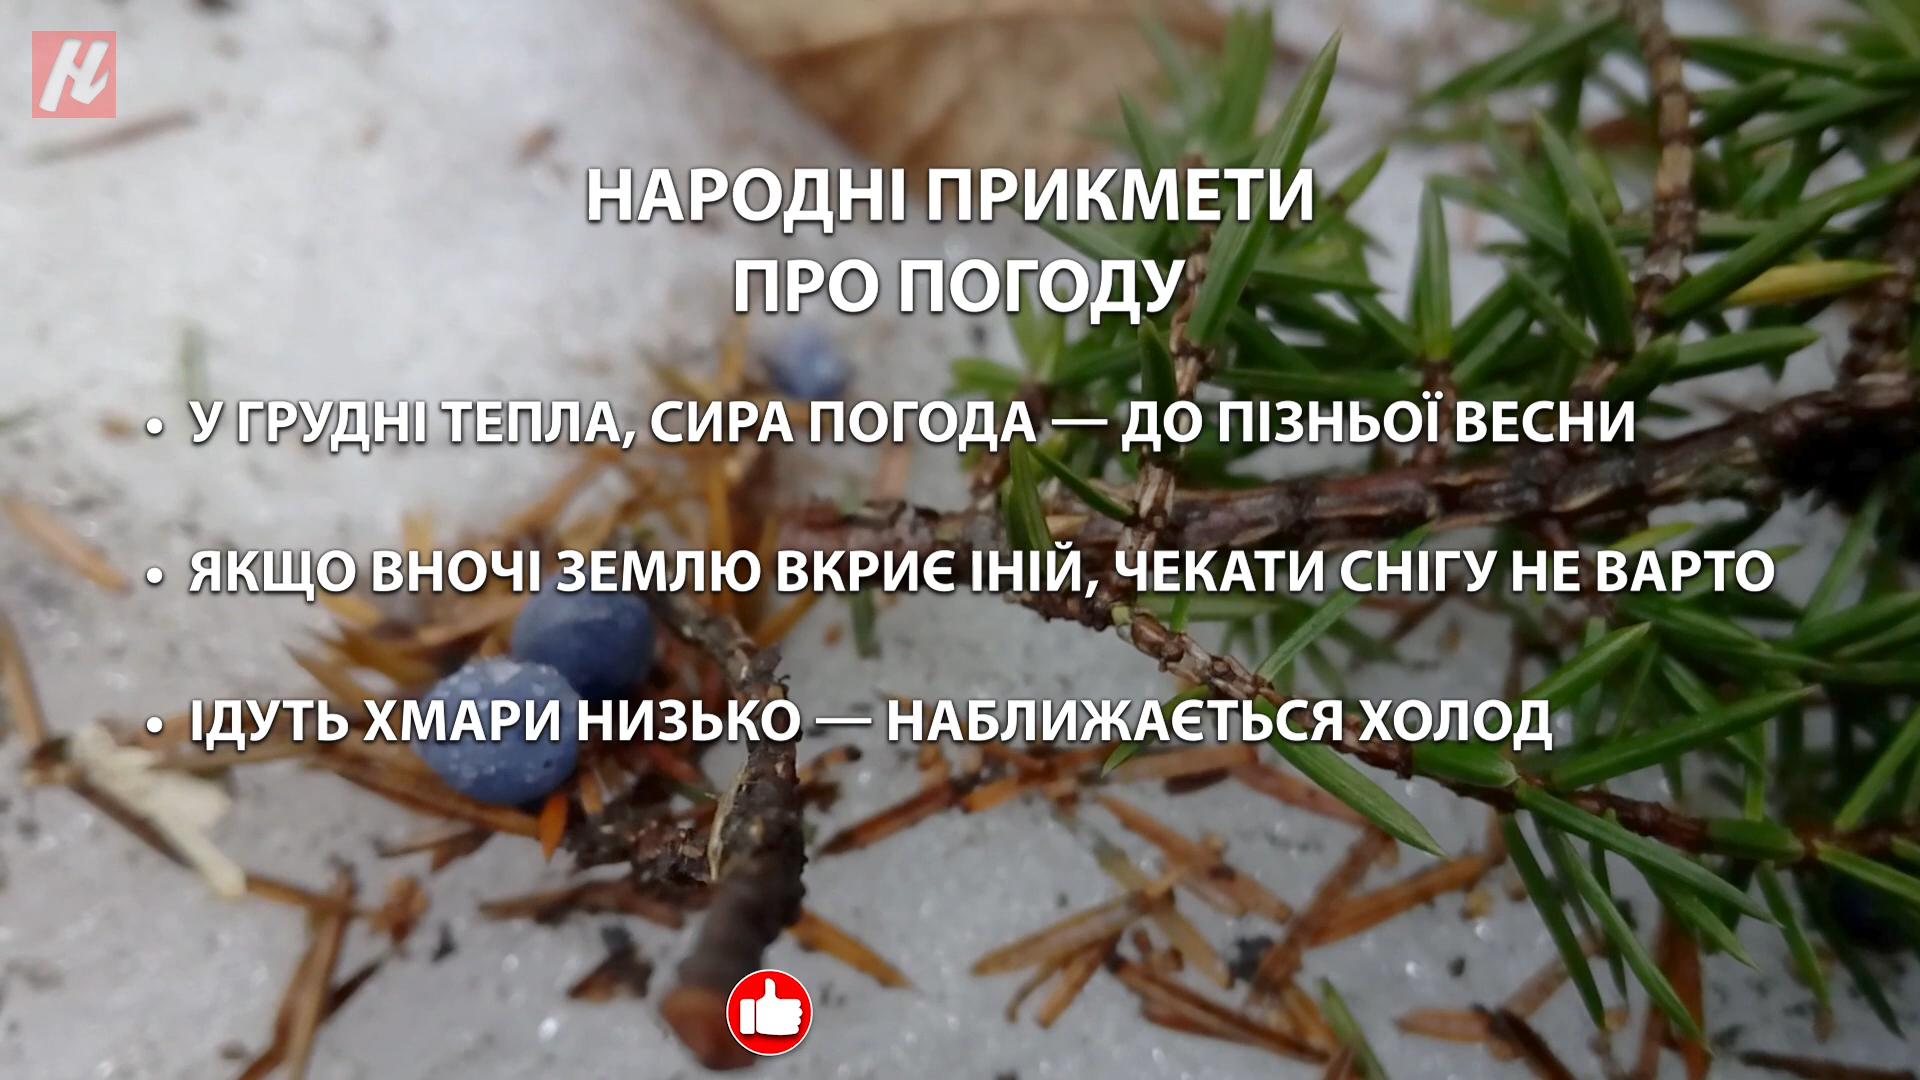 НАРОДНІ ПРИКМЕТИ
ПРО ПОГОДУ
• У ГРУДНІ ТЕПЛА, СИРА ПОГОДА — ДО ПІЗНЬОЇ ВЕСНИ
• ЯКЩО ВНОЧІ ЗЕМЛЮ ВКРИЄ ІНІЙ, ЧЕКАТИ СНІГУ НЕ ВАРТО
• ІДУТЬ ХМАРИ НИЗЬКО — НАБЛИЖАЄТЬСЯ ХОЛОД